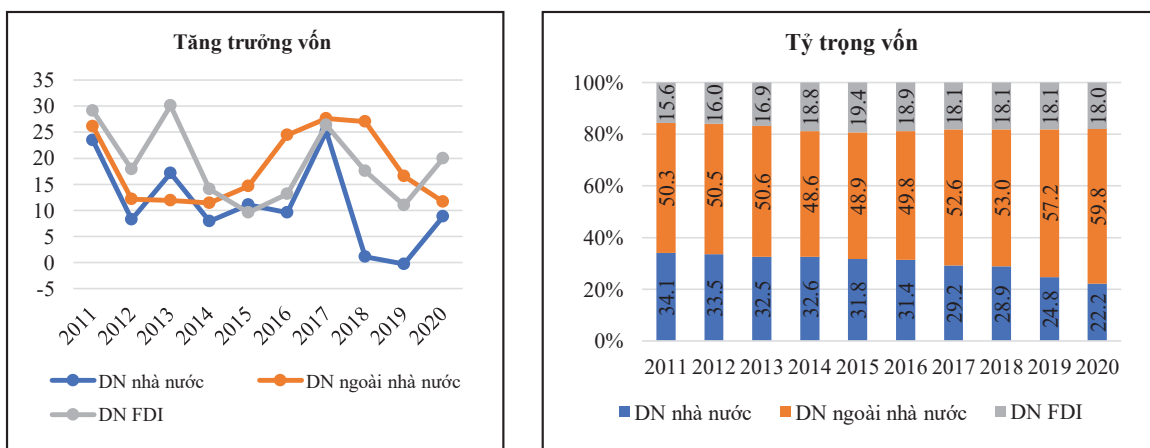 Tăng trưởng vốn
35
30
25
20
15
10
5
0
-5
2011 2012 2013 2014 2015 2016 2017 2018 2019 2020
DN nhà nước DN ngoài nhà nước
DN FDI
Tỷ trọng vốn
100%
80%
60%
40%
20%
0%
15.6 16.0 16.9 18.8 19.4 18.9 18.1 18.1 18.1 18.0
50.3 50.5 50.6 48.6 48.9 49.8 52.6 53.0 57.2 59.8
34.1 33.5 32.5 32.6 31.8 31.4 29.2 28.9 24.8 22.2
2011 2012 2013 2014 2015 2016 2017 2018 2019 2020
DN nhà nước DN ngoài nhà nước DN FDI